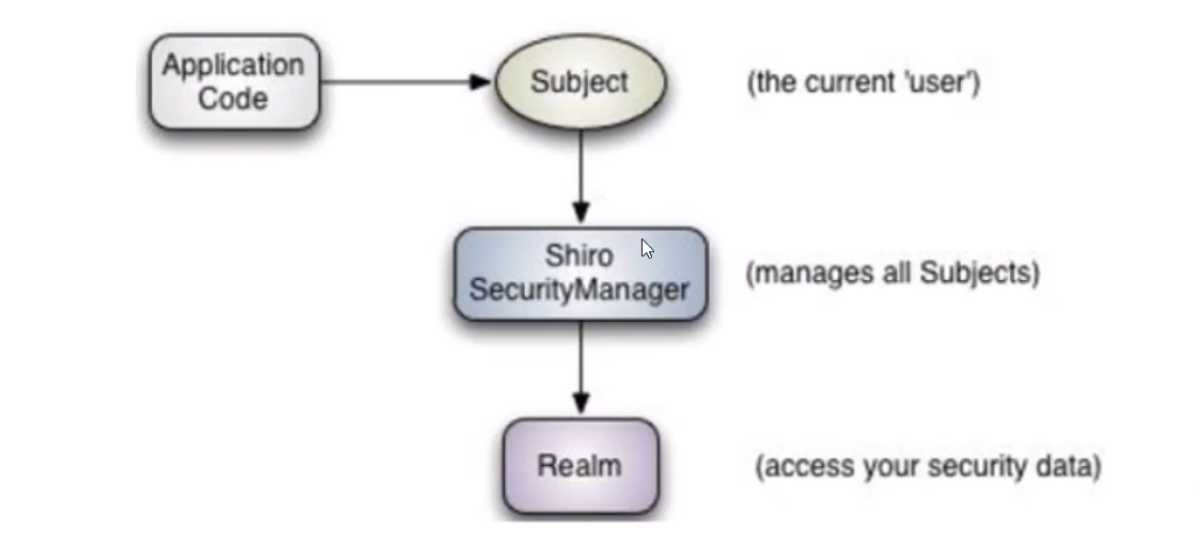 Application
Code
Subject
(the current 'user')
Shiro
SecurityManager
(manages all Subjects)
Realm
(access your security data)